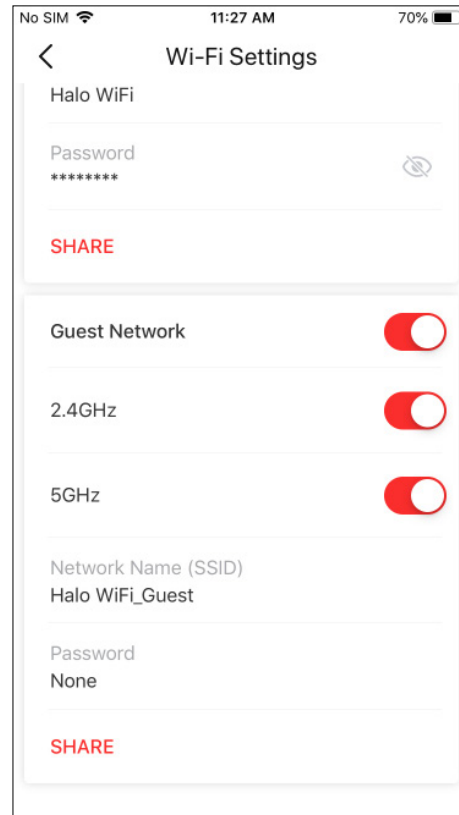 No SIM 11:27 AM 70%
Wi-Fi Settings
Halo WiFi
Password
********
SHARE
Guest Network
2.4GHz
5GHz
Network Name (SSID)
Halo WiFi_Guest
Password
None
SHARE